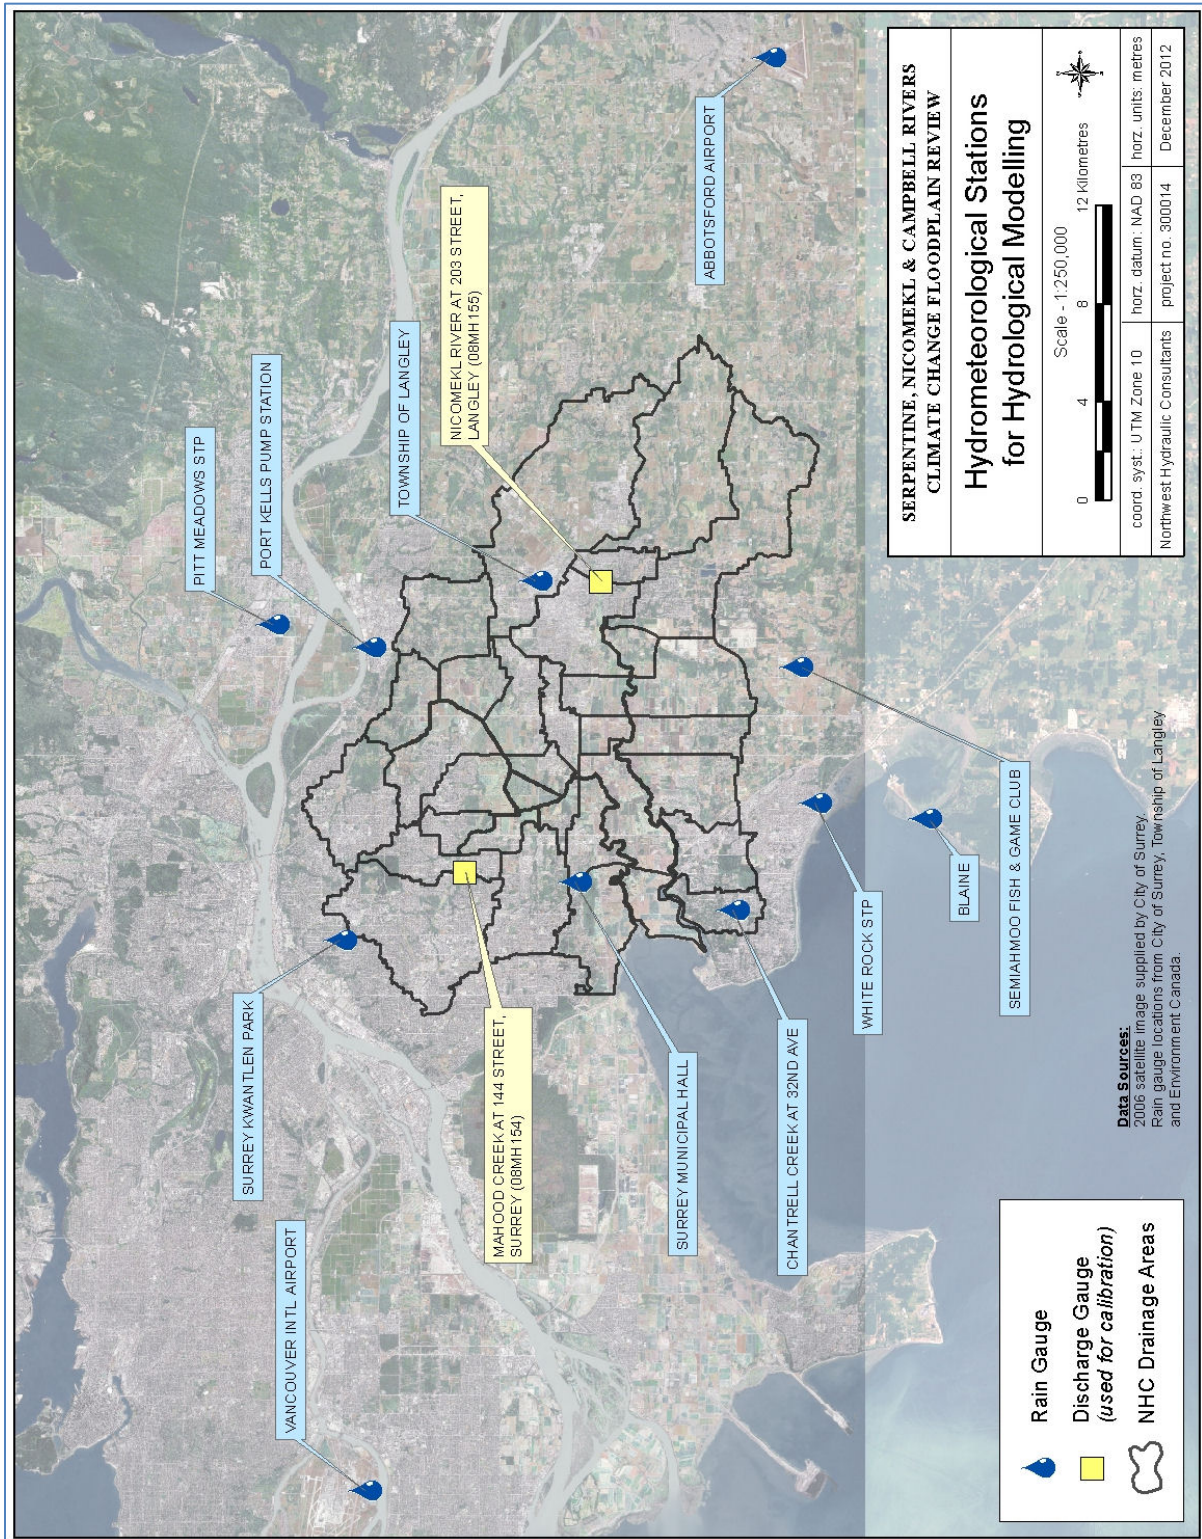 VANCOUVER INTL AIRPORT
SURREY KWANTLEN PARK
PITT MEADOWS STP
PORT KELLS PUMP STATION
MAHOOD CREEK AT 144 STREET,
SURREY (08MH154)
TOWNSHIP OF LANGLEY
NICOMEKL RIVER AT 203 STREET,
LANGLEY (08MH155)
SURREY MUNICIPAL HALL
CHANTRELL CREEK AT 32ND AVE
WHITE ROCK STP
BLAINE
SEMIAHMOO FISH & GAME CLUB
ABBOTSFORD AIRPORT
Rain Gauge
Discharge Gauge
(used for calibration)
NHC Drainage Areas
Data Sources:
2006 satellite image supplied by City of Surrey.
Rain gauge locations from City of Surrey, Township of Langley
and Environment Canada.
SERPENTINE, NICOMEKL & CAMPBELL RIVERS
CLIMATE CHANGE FLOODPLAIN REVIEW
Hydrometeorological Stations
for Hydrological Modelling
Scale - 1:250,000
0 4 8 12 Kilometres
coord. syst.: UTM Zone 10 horz. datum: NAD 83 horz. units: metres
Northwest Hydraulic Consultants project no. 300014 December 2012